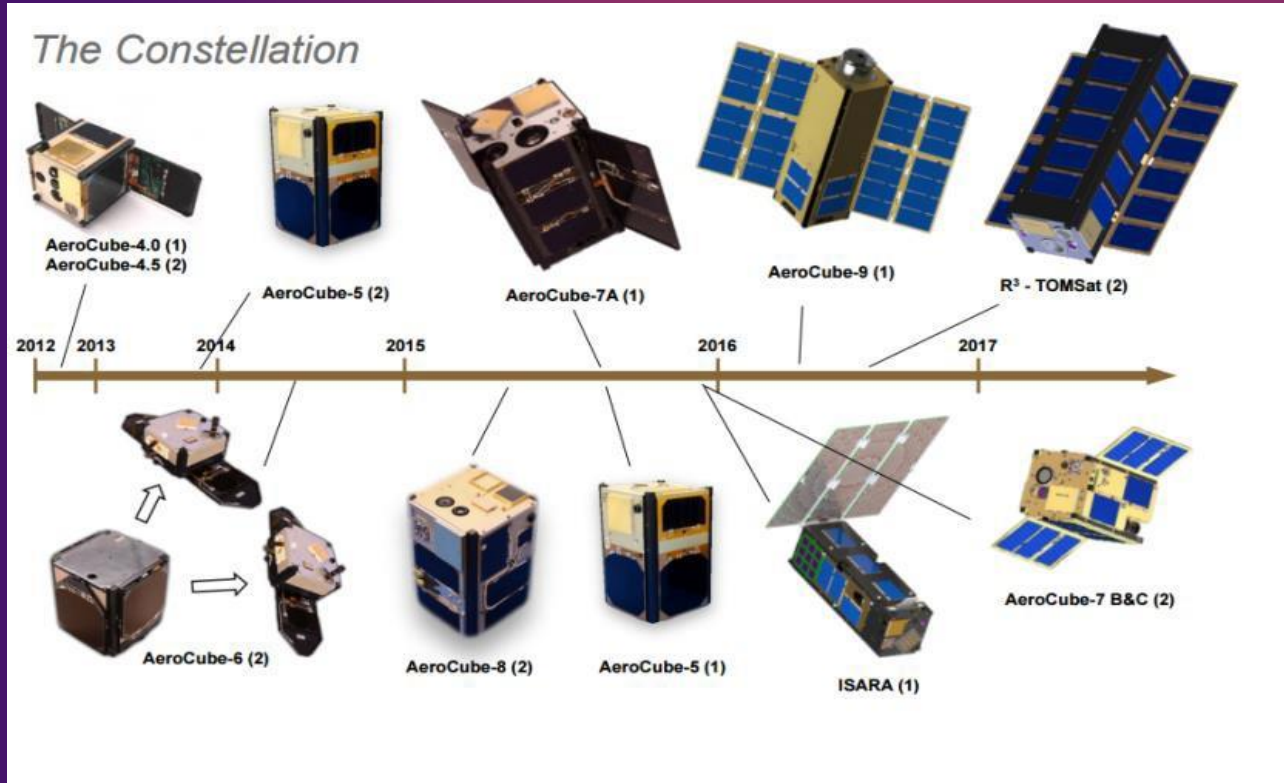 The Constellation
AeroCube-4.0 (1)
AeroCube-4.5 (2)
AeroCube-5 (2)
AeroCube-7A (1)
AeroCube-9 (1)
R³ - TOMSat (2)
2012
2013
2014
2015
2016
2017
AeroCube-6 (2)
AeroCube-8 (2)
AeroCube-5 (1)
ISARA (1)
AeroCube-7 B&C (2)